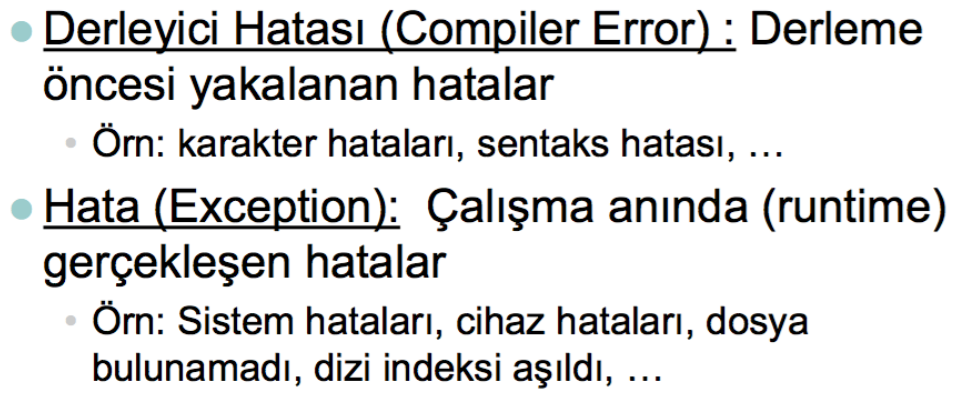 ● Derleyici Hatası (Compiler Error) : Derleme
öncesi yakalanan hatalar
• Örn: karakter hataları, sentaks hatası, …
● Hata (Exception): Çalışma anında (runtime)
gerçekleşen hatalar
• Örn: Sistem hataları, cihaz hataları, dosya
bulunamadı, dizi indeksi aşıldı, …